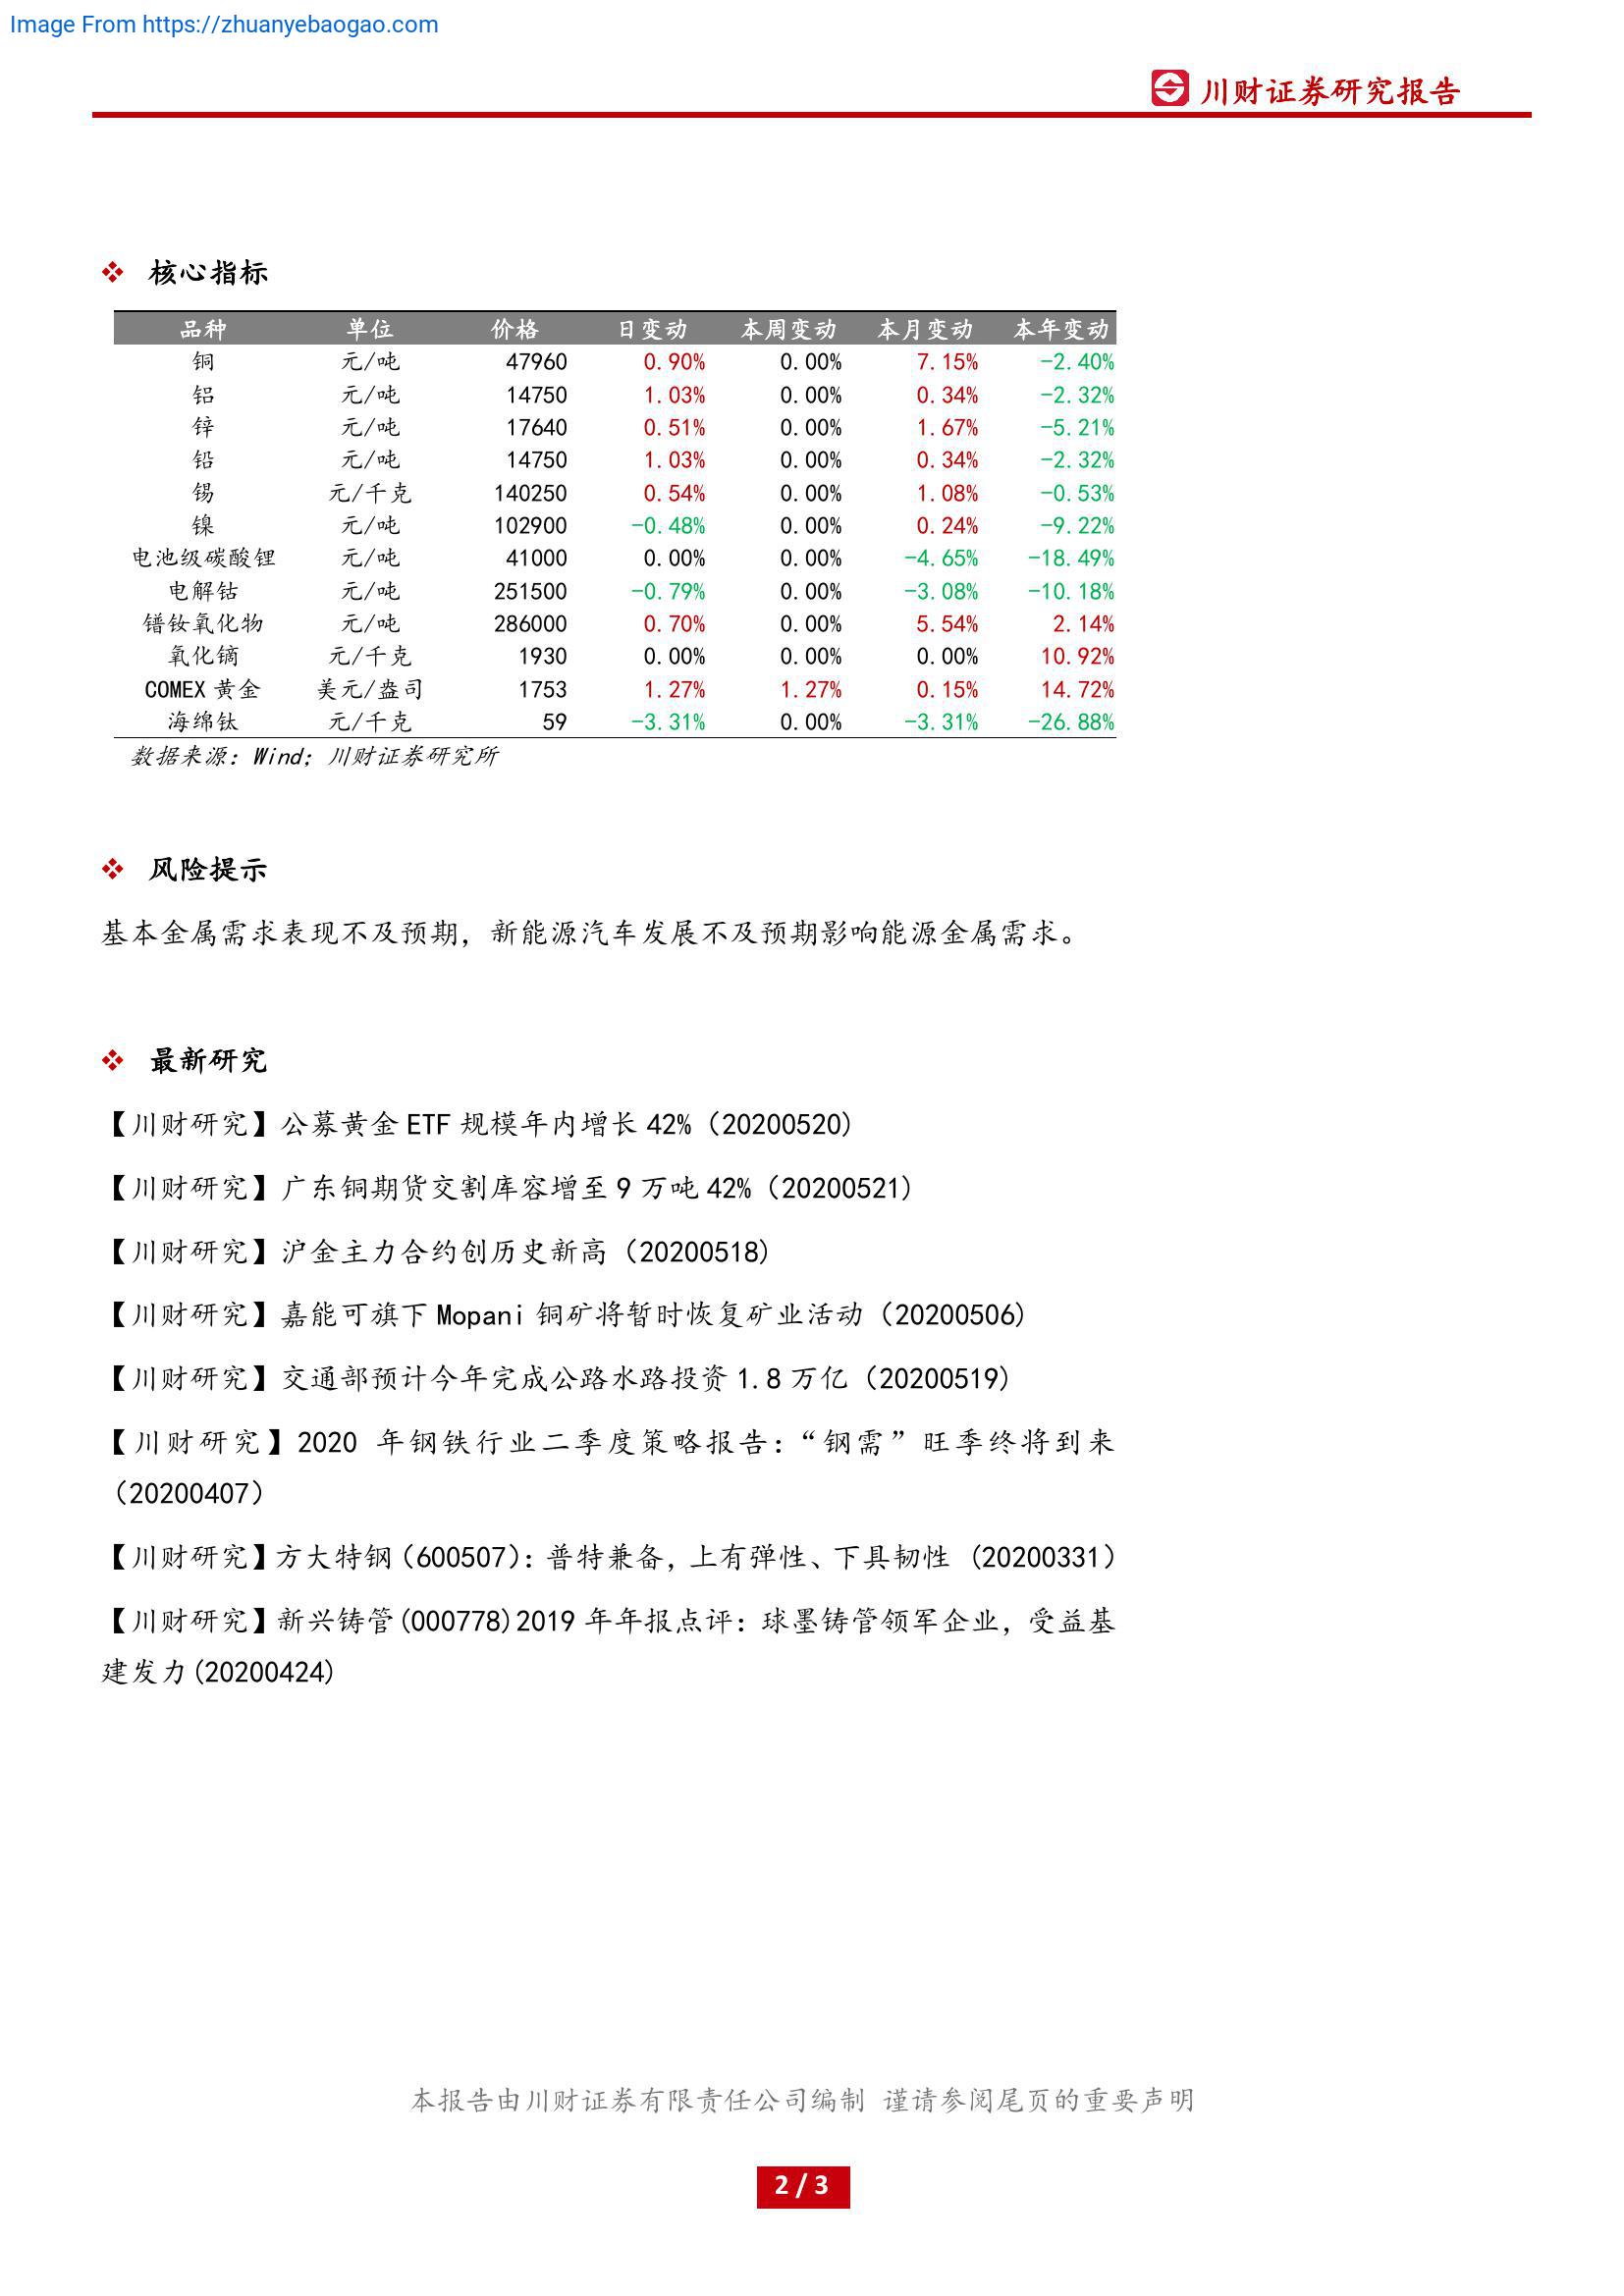 Image From https://zhuanyebaogao.com
川财证券研究报告
核心指标
品种 单位 价格 日变动 本周变动 本月变动 本年变动
铜 元/吨 47960 0.90% 0.00% 7.15% -2.40%
铝 元/吨 14750 1.03% 0.00% 0.34% -2.32%
锌 元/吨 17640 0.51% 0.00% 1.67% -5.21%
铅 元/吨 14750 1.03% 0.00% 0.34% -2.32%
锡 元/千克 140250 0.54% 0.00% 1.08% -0.53%
镍 元/吨 102900 -0.48% 0.00% 0.24% -9.22%
电池级碳酸锂 元/吨 41000 0.00% 0.00% -4.65% -18.49%
电解钴 元/吨 251500 -0.79% 0.00% -3.08% -10.18%
镨钕氧化物 元/吨 286000 0.70% 0.00% 5.54% 2.14%
氧化镝 元/千克 1930 0.00% 0.00% 0.00% 10.92%
COMEX 黄金 美元/盎司 1753 1.27% 1.27% 0.15% 14.72%
海绵钛 元/千克 59 -3.31% 0.00% -3.31% -26.88%
数据来源：Wind；川财证券研究所
风险提示
基本金属需求表现不及预期，新能源汽车发展不及预期影响能源金属需求。
最新研究
【川财研究】公募黄金 ETF 规模年内增长 42%（20200520）
【川财研究】广东铜期货交割库容增至 9 万吨 42%（20200521）
【川财研究】沪金主力合约创历史新高（20200518）
【川财研究】嘉能可旗下 Mopani 铜矿将暂时恢复矿业活动（20200506）
【川财研究】交通部预计今年完成公路水路投资 1.8 万亿（20200519）
【川财研究】2020 年钢铁行业二季度策略报告：“钢需”旺季终将到来
（20200407）
【川财研究】方大特钢（600507）：普特兼备，上有弹性、下具韧性 (20200331）
【川财研究】新兴铸管(000778)2019 年年报点评：球墨铸管领军企业，受益基
建发力(20200424)
本报告由川财证券有限责任公司编制 谨请参阅尾页的重要声明
2 / 3